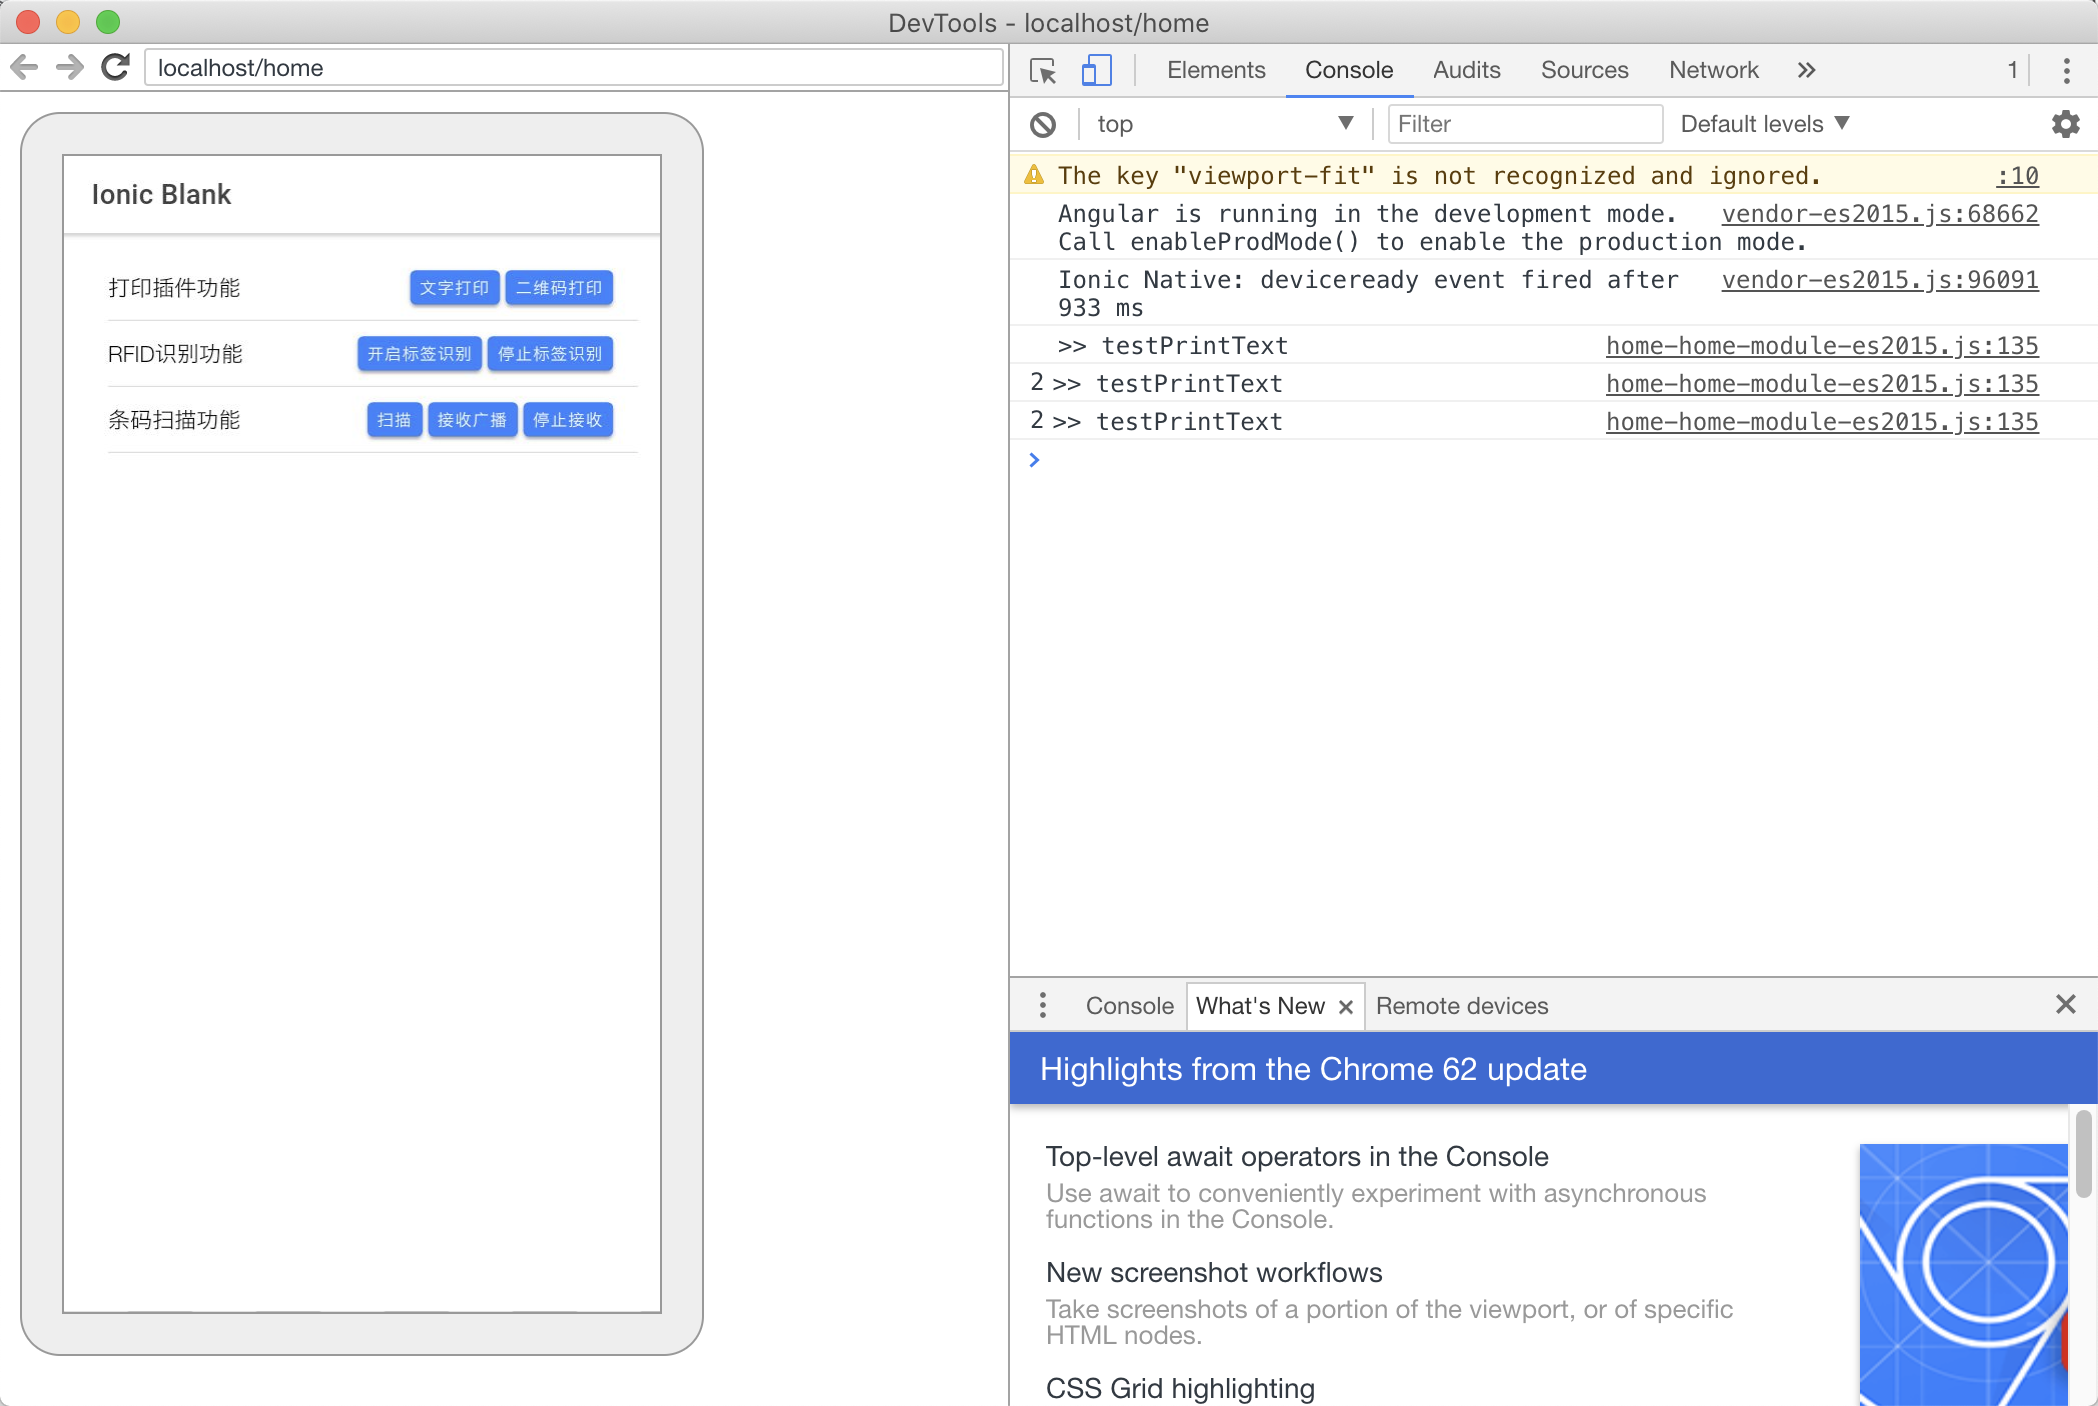 DevTools - localhost/home
localhost/home
Ionic Blank
打印插件功能 文字打印 二维码打印
RFID识别功能 开启标签识别 停止标签识别
条码扫描功能 扫描 接收广播 停止接收
Elements Console Audits Sources Network » 1
top ▼ Filter Default levels ▼
The key "viewport-fit" is not recognized and ignored. :10
Angular is running in the development mode. vendor-es2015.js:68662
Call enableProdMode() to enable the production mode.
Ionic Native: deviceready event fired after vendor-es2015.js:96091
933 ms
>> testPrintText home-home-module-es2015.js:135
2 >> testPrintText home-home-module-es2015.js:135
2 >> testPrintText home-home-module-es2015.js:135
>
Console What's New × Remote devices ×
Highlights from the Chrome 62 update
Top-level await operators in the Console
Use await to conveniently experiment with asynchronous
functions in the Console.
New screenshot workflows
Take screenshots of a portion of the viewport, or of specific
HTML nodes.
CSS Grid highlighting